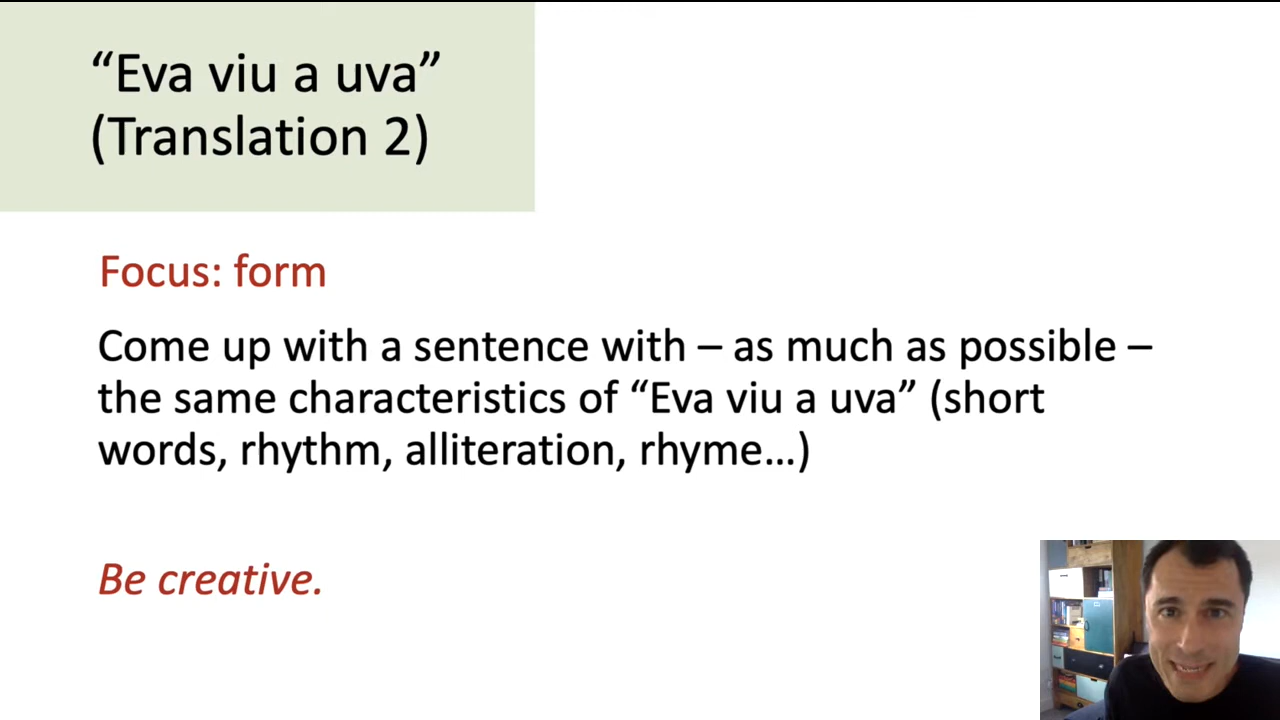 “Eva viu a uva”
(Translation 2)
Focus: form
Come up with a sentence with – as much as possible –
the same characteristics of “Eva viu a uva” (short
words, rhythm, alliteration, rhyme…)
Be creative.